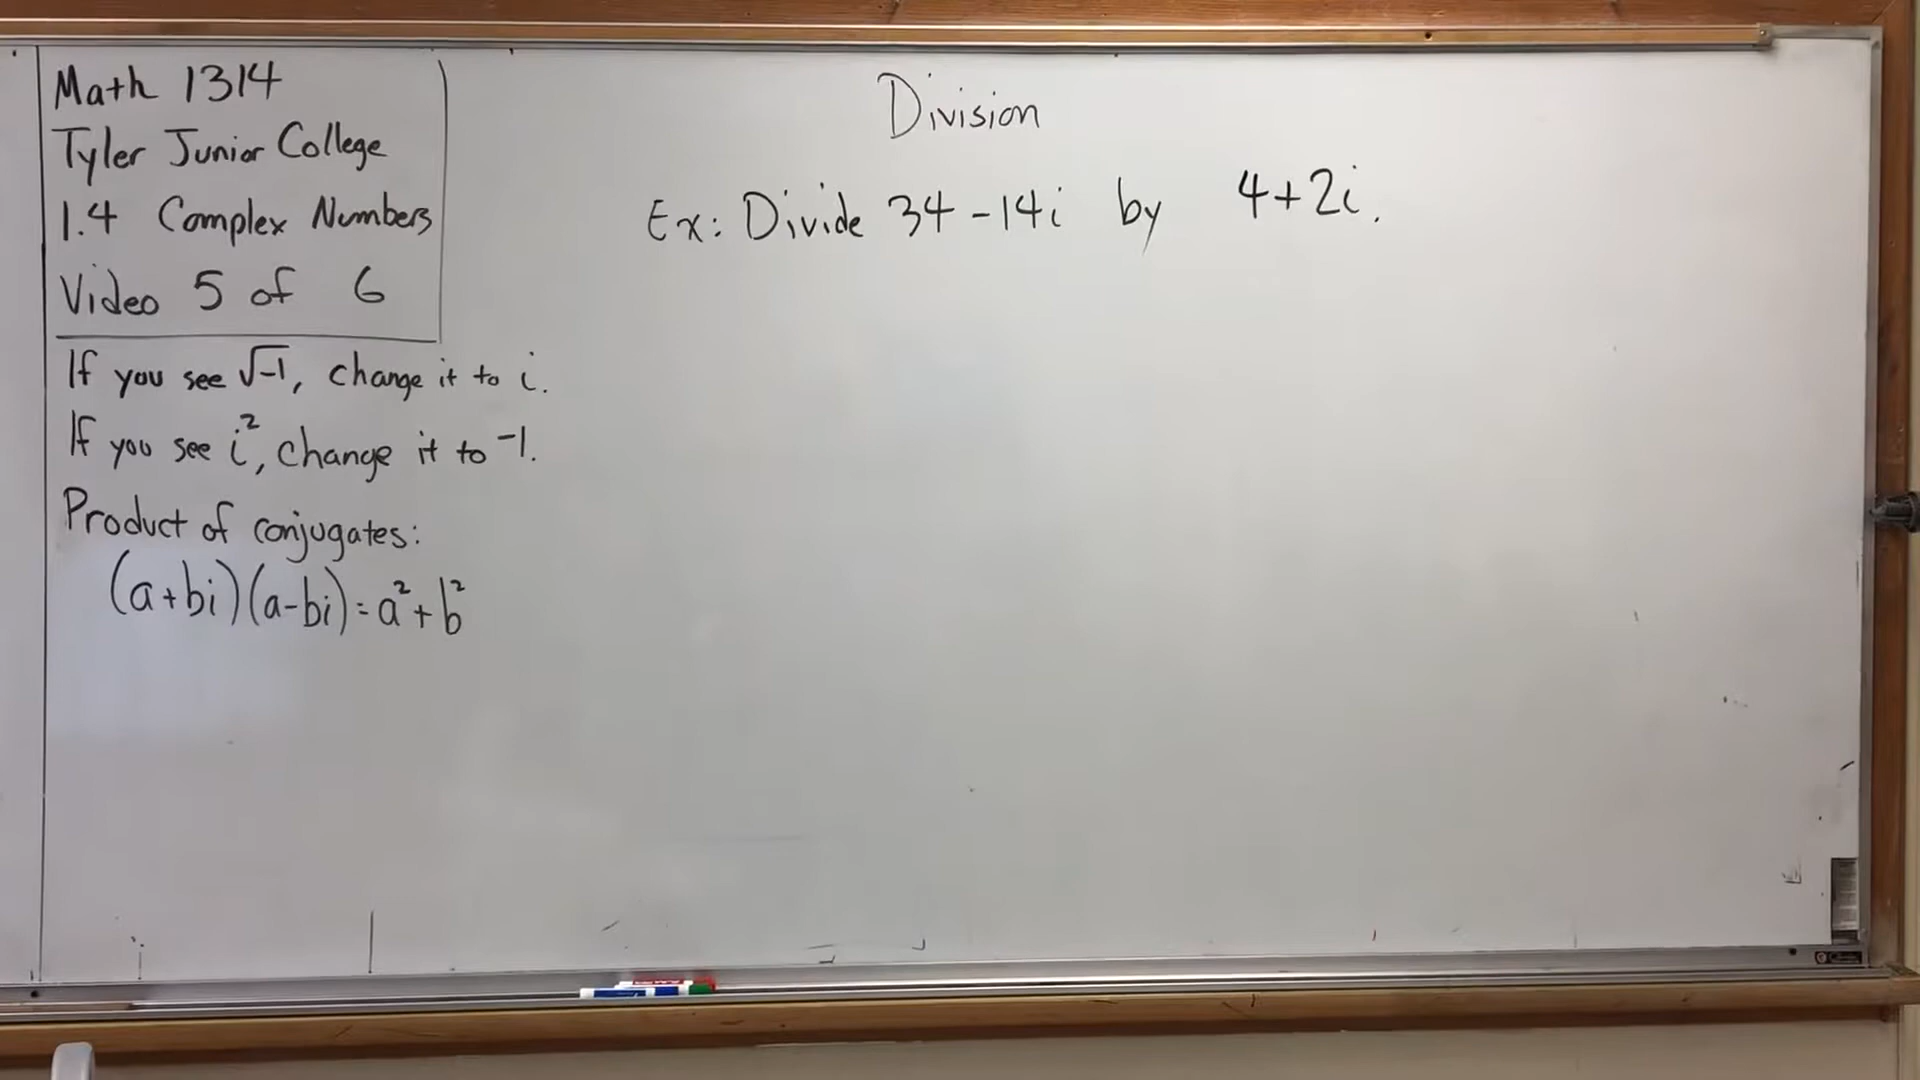 Math 1314
Tyler Junior College
1.4 Complex Numbers
Video 5 of 6
If you see √-1, change it to i.
If you see i², change it to -1.
Product of conjugates:
(a+bi)(a-bi)=a²+b²
Division
Ex: Divide 34-14i by 4+2i.